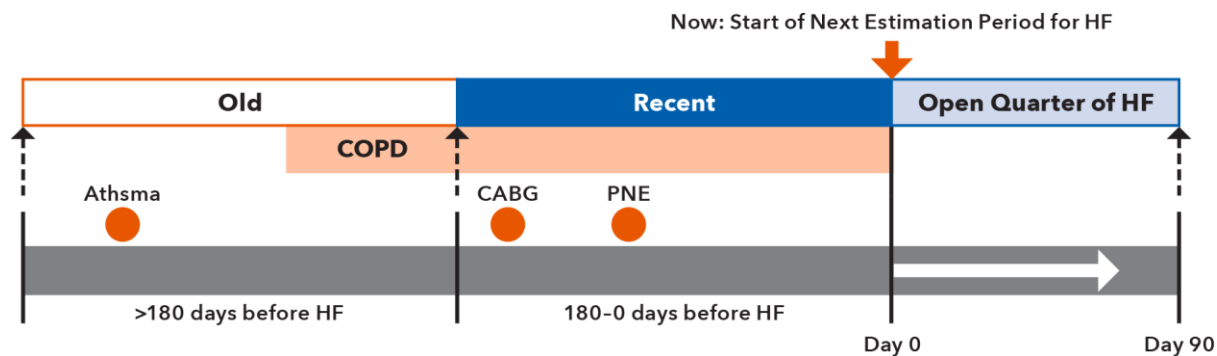 Now: Start of Next Estimation Period for HF
Old
Recent
Open Quarter of HF
COPD
Athsma
CABG
PNE
>180 days before HF
180–0 days before HF
Day 0
Day 90